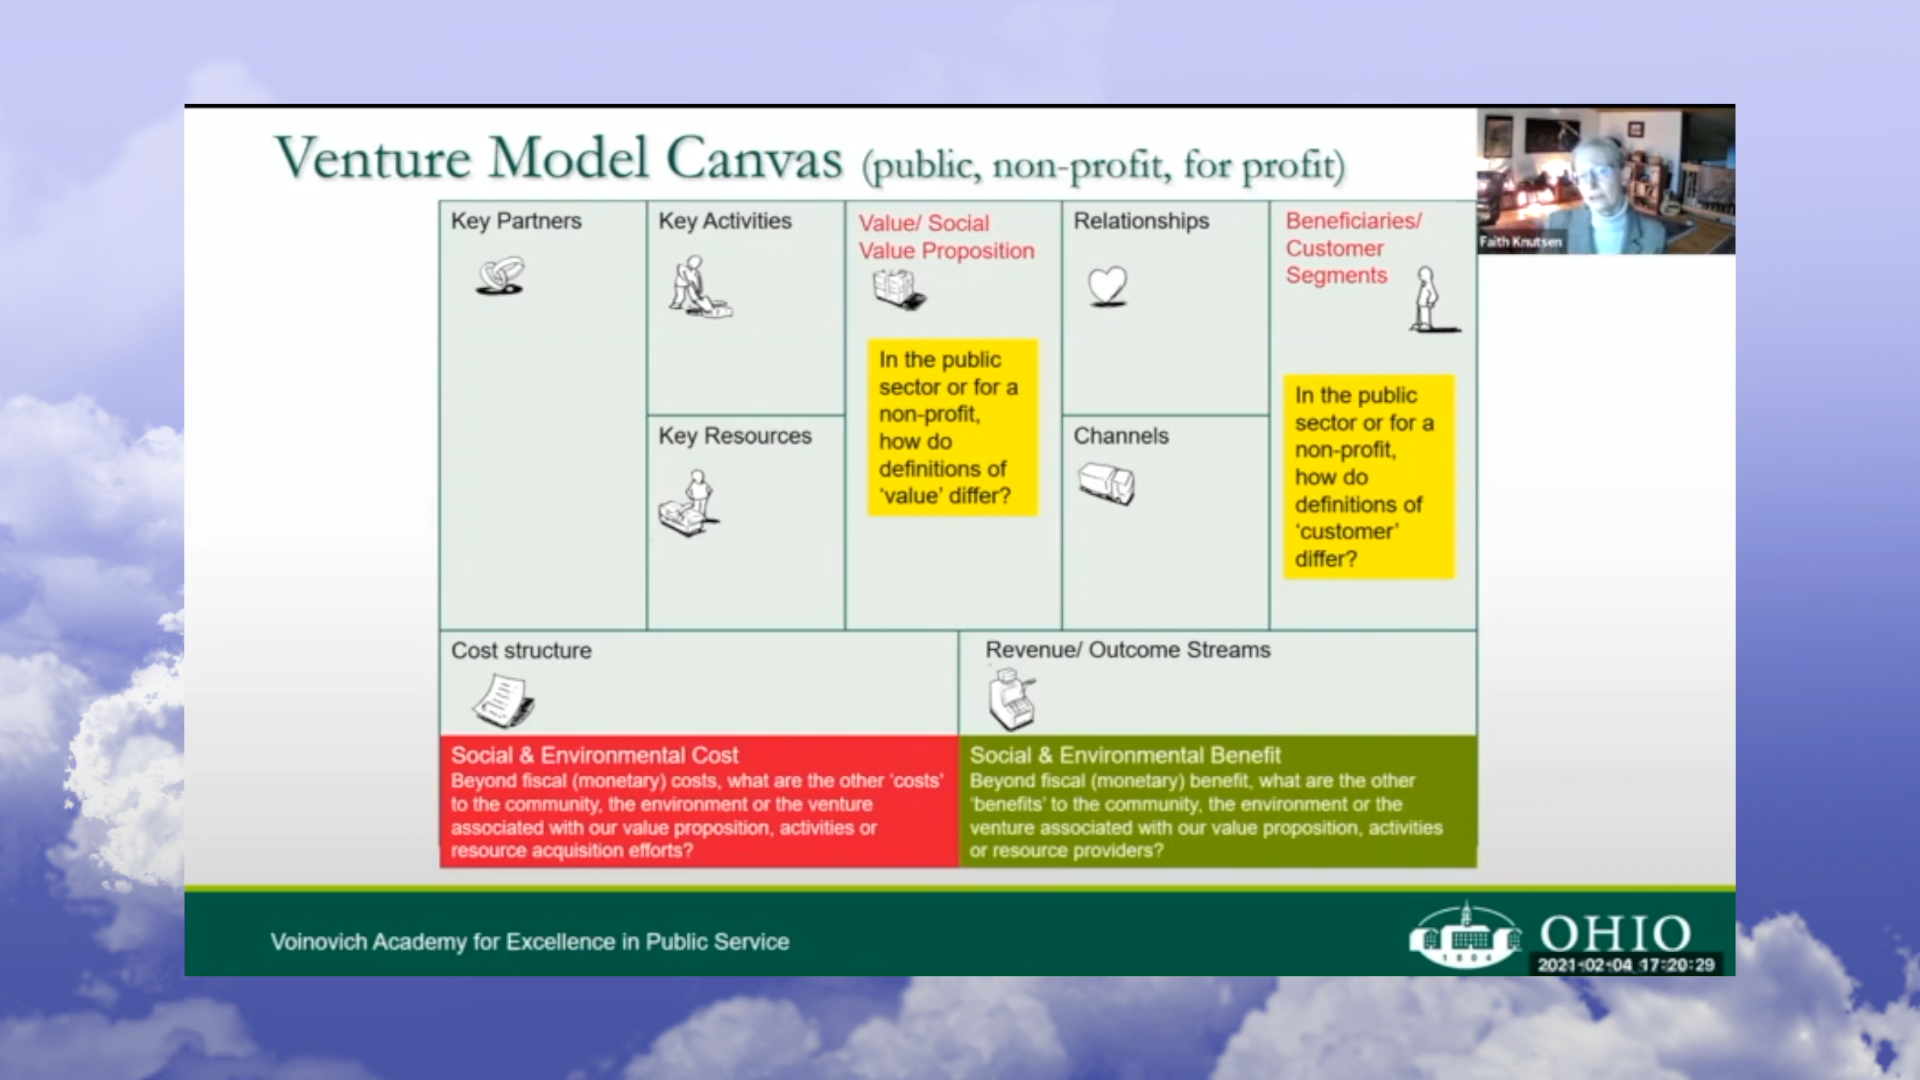 Venture Model Canvas (public, non-profit, for profit)
Faith Knutsen
Key Partners
Key Activities
Value/ Social
Value Proposition
Relationships
Beneficiaries/
Customer
Segments
In the public
sector or for a
non-profit,
how do
definitions of
‘value’ differ?
In the public
sector or for a
non-profit,
how do
definitions of
‘customer’
differ?
Key Resources
Channels
Cost structure
Revenue/ Outcome Streams
Social & Environmental Cost
Beyond fiscal (monetary) costs, what are the other ‘costs’
to the community, the environment or the venture
associated with our value proposition, activities or
resource acquisition efforts?
Social & Environmental Benefit
Beyond fiscal (monetary) benefit, what are the other
‘benefits’ to the community, the environment or the
venture associated with our value proposition, activities
or resource providers?
Voinovich Academy for Excellence in Public Service
1804
OHIO
2021-02-04 17:20:29